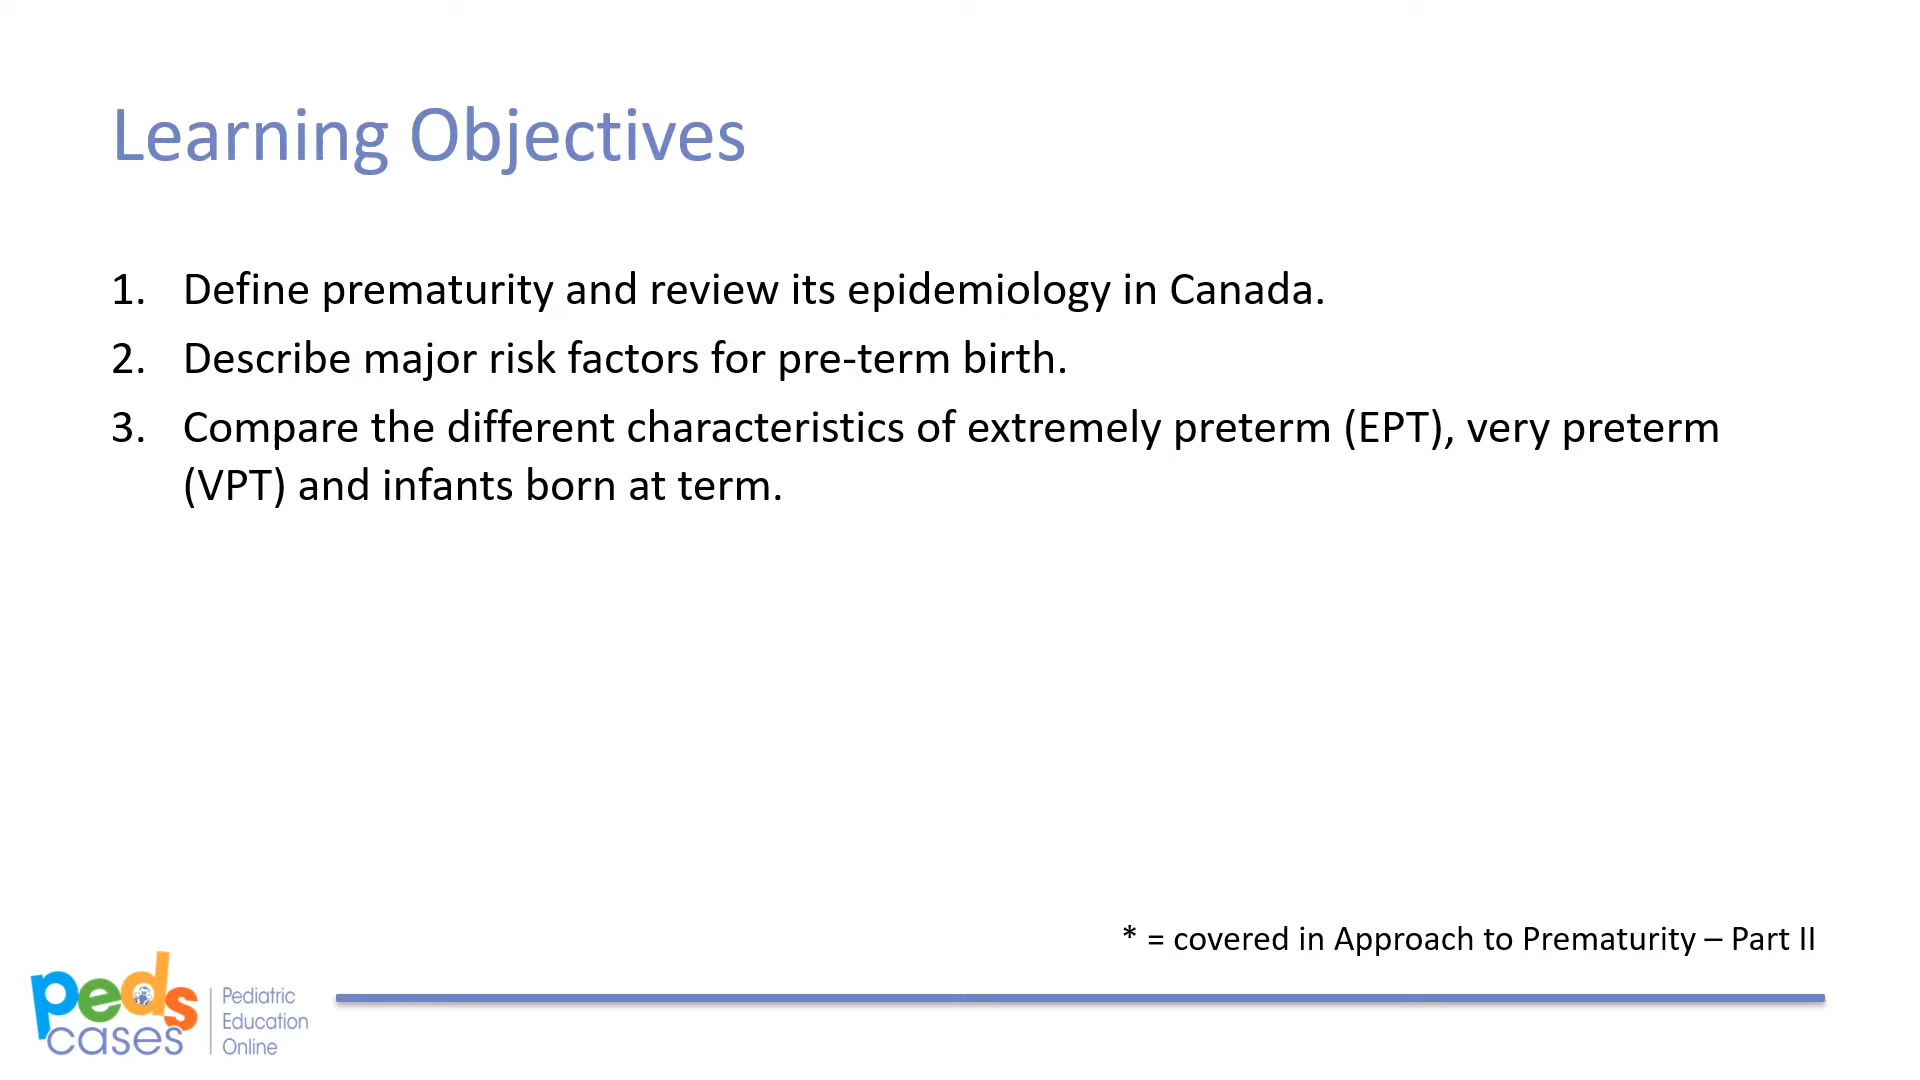 Learning Objectives
1. Define prematurity and review its epidemiology in Canada.
2. Describe major risk factors for pre-term birth.
3. Compare the different characteristics of extremely preterm (EPT), very preterm
(VPT) and infants born at term.
* = covered in Approach to Prematurity – Part II
peds
cases
Pediatric
Education
Online